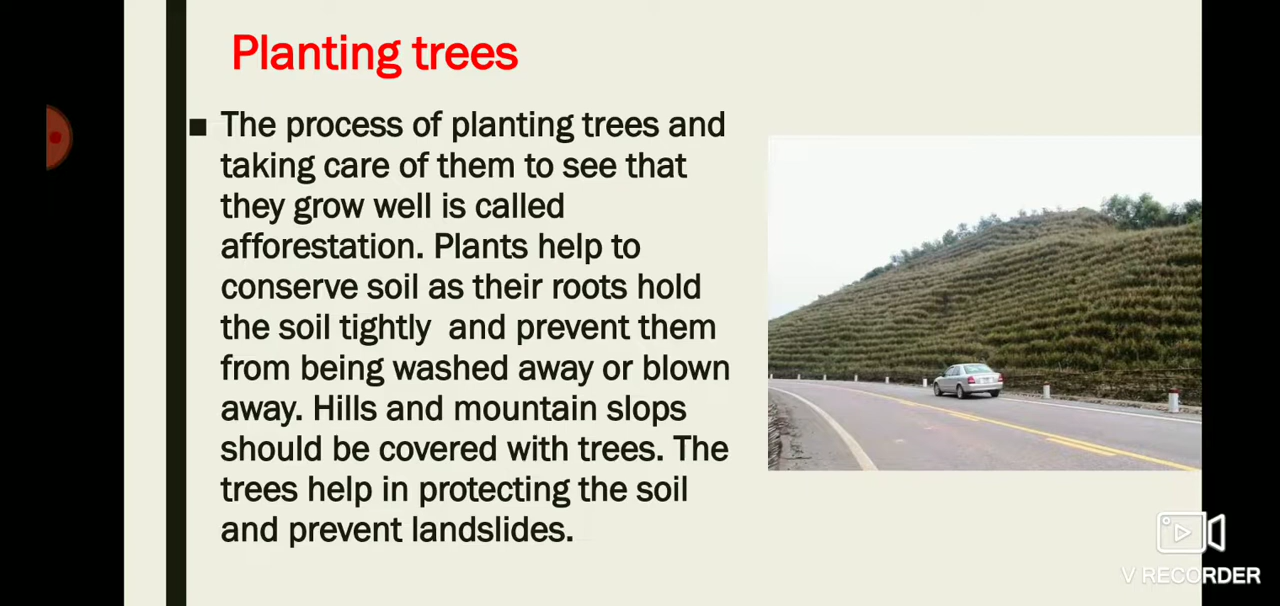 Planting trees
The process of planting trees and
taking care of them to see that
they grow well is called
afforestation. Plants help to
conserve soil as their roots hold
the soil tightly and prevent them
from being washed away or blown
away. Hills and mountain slops
should be covered with trees. The
trees help in protecting the soil
and prevent landslides.
V RECORDER